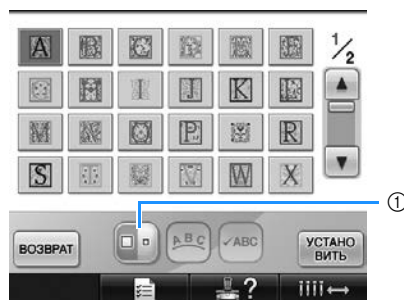 A B C F 1/2
H I J K L
M N O P R
S V W X
①
ВОЗВРАТ ABC ✓ABC УСТАНО
ВИТЬ
?